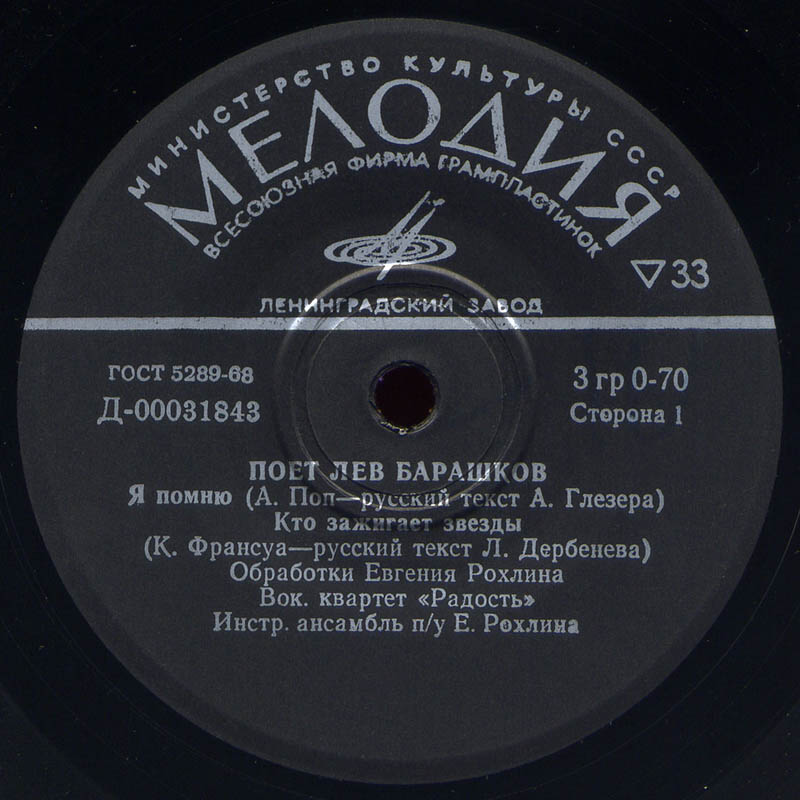 МИНИСТЕРСТВО КУЛЬТУРЫ СССР
МЕЛОДИЯ
ВСЕСОЮЗНАЯ ФИРМА ГРАМПЛАСТИНОК
▽33
ЛЕНИНГРАДСКИЙ ЗАВОД
ГОСТ 5289-68
3 гр 0-70
Д-00031843
Сторона 1
ПОЕТ ЛЕВ БАРАШКОВ
Я помню (А. Поп—русский текст А. Глезера)
Кто зажигает звезды
(К. Франсуа—русский текст Л. Дербенева)
Обработки Евгения Рохлина
Вок. квартет «Радость»
Инстр. ансамбль п/у Е. Рохлина